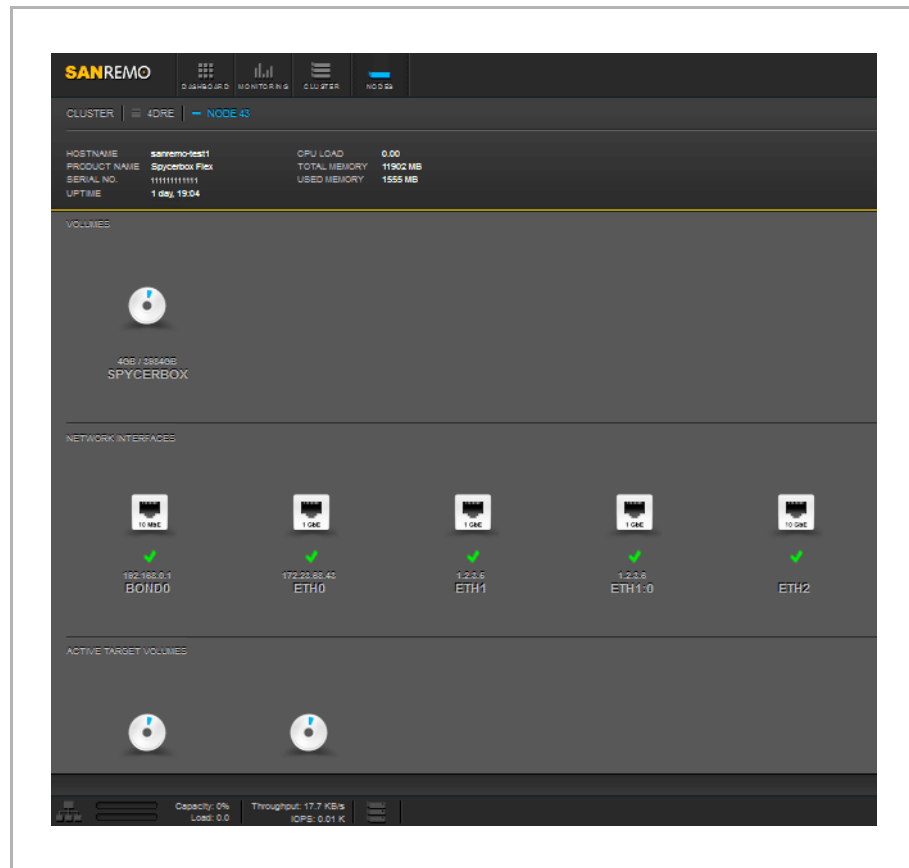 SANREMO
DASHBOARD MONITORING CLUSTER NODES
CLUSTER 4DRE NODE 43
HOSTNAME sanremo-test1 CPU LOAD 0.00
PRODUCT NAME Spycerbox Flex TOTAL MEMORY 11902 MB
SERIAL NO. 111111111111 USED MEMORY 1555 MB
UPTIME 1 day, 19:04
VOLUMES
SPYCERBOX
NETWORK INTERFACES
10 MbE 1 GbE 1 GbE 1 GbE 10 GbE
192.168.0.1 172.23.68.43 1.2.3.6 1.2.3.6
BOND0 ETH0 ETH1 ETH1:0 ETH2
ACTIVE TARGET VOLUMES
Capacity: 0% Throughput: 17.7 KB/s
Load: 0.0 IOPS: 0.01 K